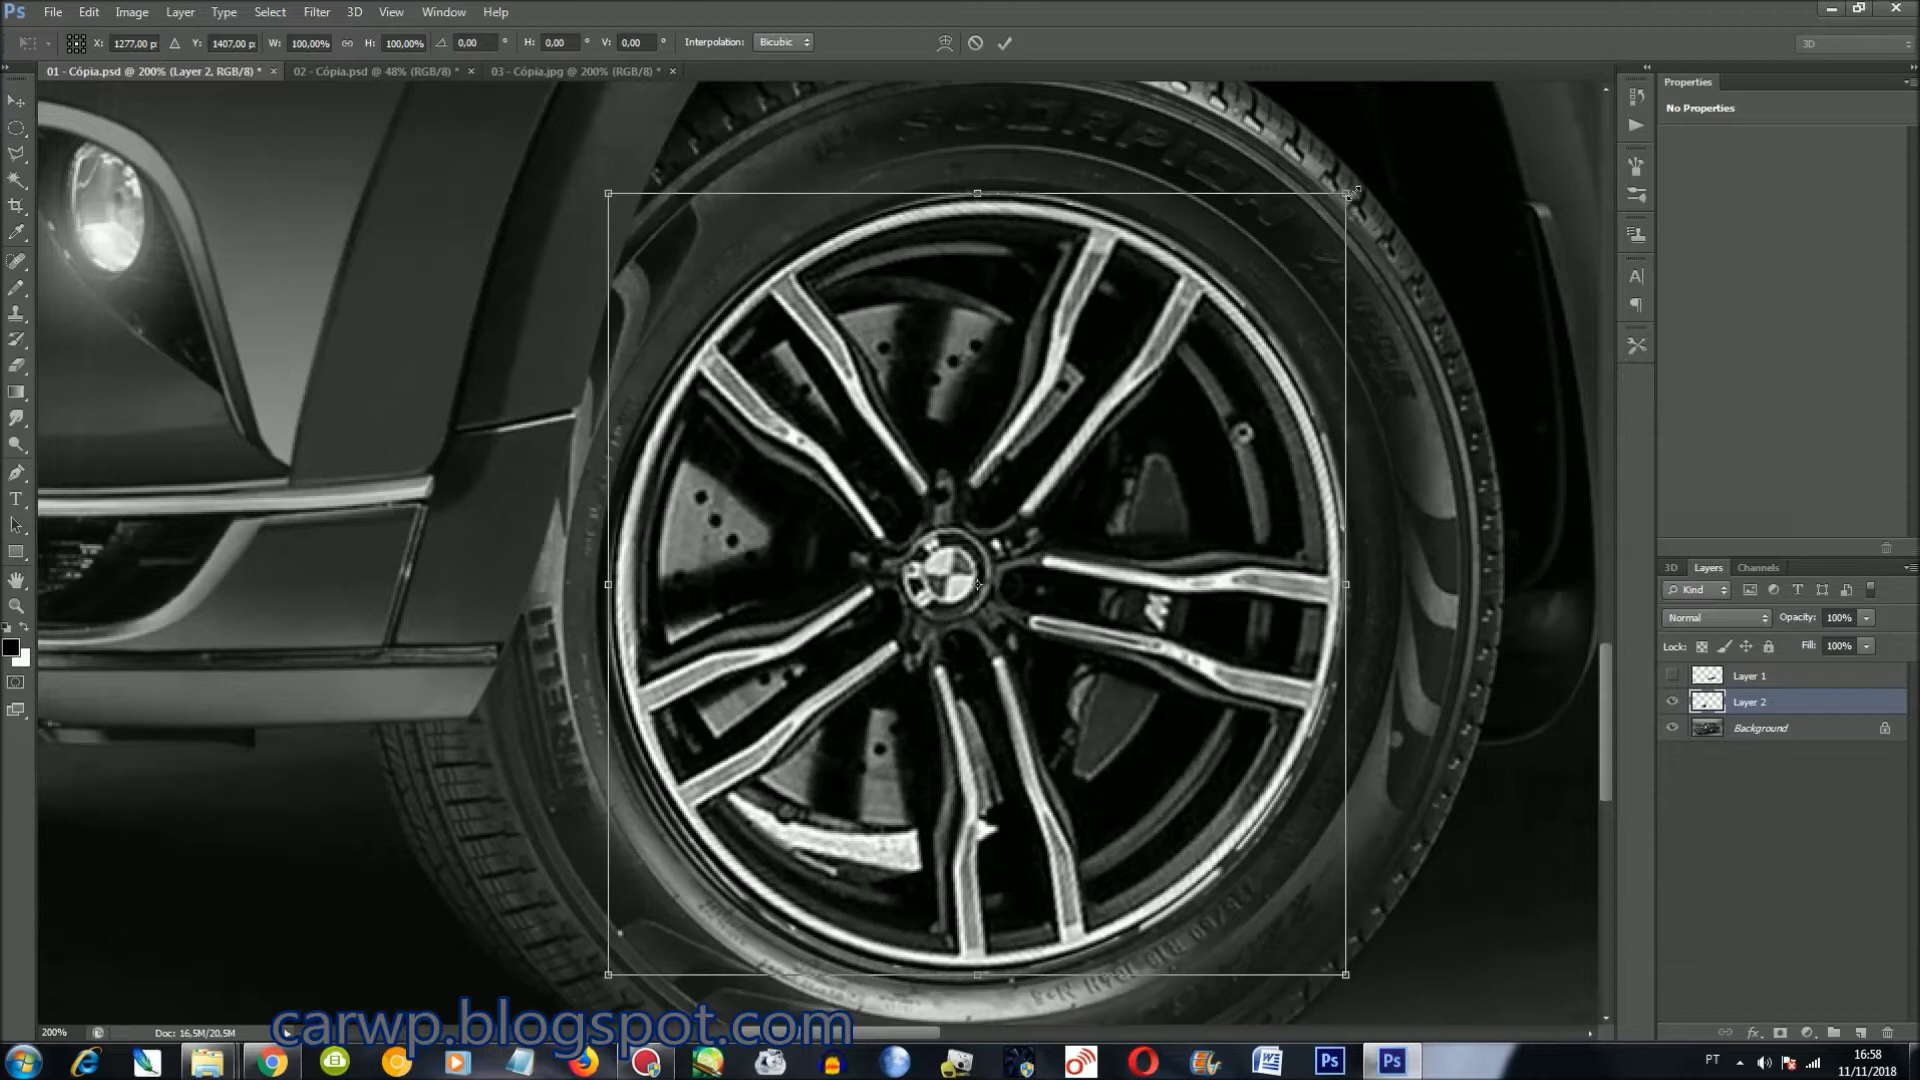 Ps File Edit Image Layer Type Select Filter 3D View Window Help
X: 1277,00 p Y: 1407,00 p W: 100,00% H: 100,00% 0,00 ° H: 0,00 ° V: 0,00 ° Interpolation: Bicubic 3D
01 - Cópia.psd @ 200% (Layer 2, RGB/8) * × 02 - Cópia.psd @ 48% (RGB/8) * × 03 - Cópia.jpg @ 200% (RGB/8) * ×
Properties
No Properties
SCORPION
3D Layers Channels
Kind
Normal Opacity: 100%
Lock: Fill: 100%
Layer 1
Layer 2
Background
200% Doc: 16,5M/20,5M
carwp.blogspot.com
PT 16:58
11/11/2018